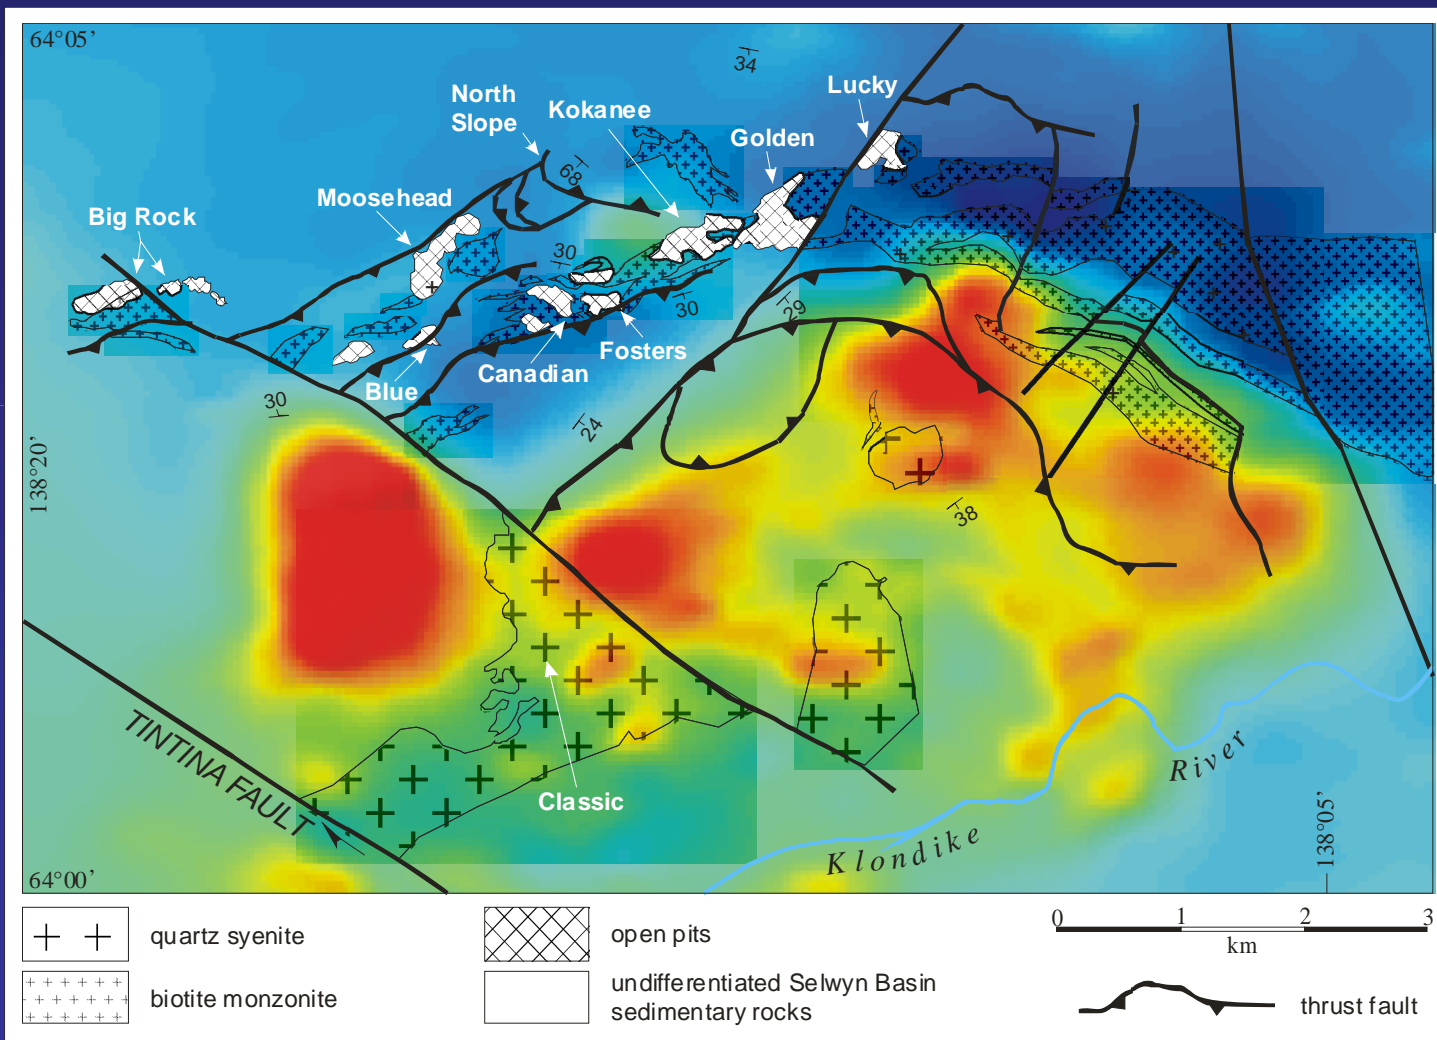 64°05'
34
Lucky
North
Slope
Kokanee
Golden
68
Moosehead
Big Rock
30
30
29
Fosters
Canadian
Blue
30
24
138°20'
38
TINTINA FAULT
Classic
Klondike
River
138°05'
64°00'
quartz syenite
open pits
0 1 2 3
km
biotite monzonite
undifferentiated Selwyn Basin
sedimentary rocks
thrust fault